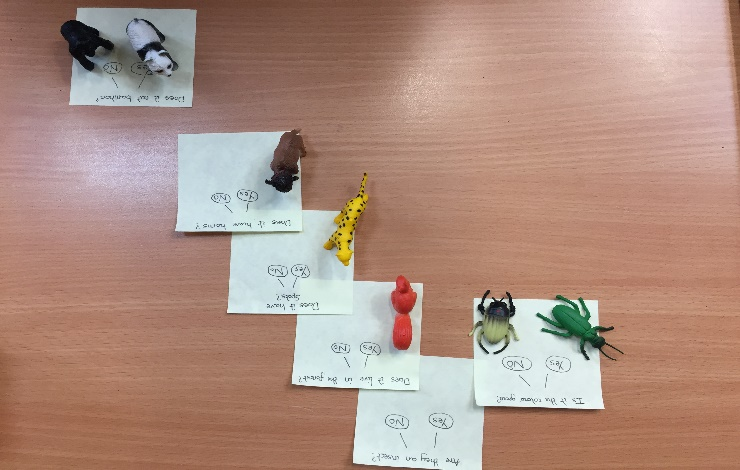 Are they an insect?
Yes No
Is it the colour green?
Yes No
Does it live in the forest?
Yes No
Does it have
spots?
Yes No
Does it have horns?
Yes No
Does it eat bamboo?
Yes No